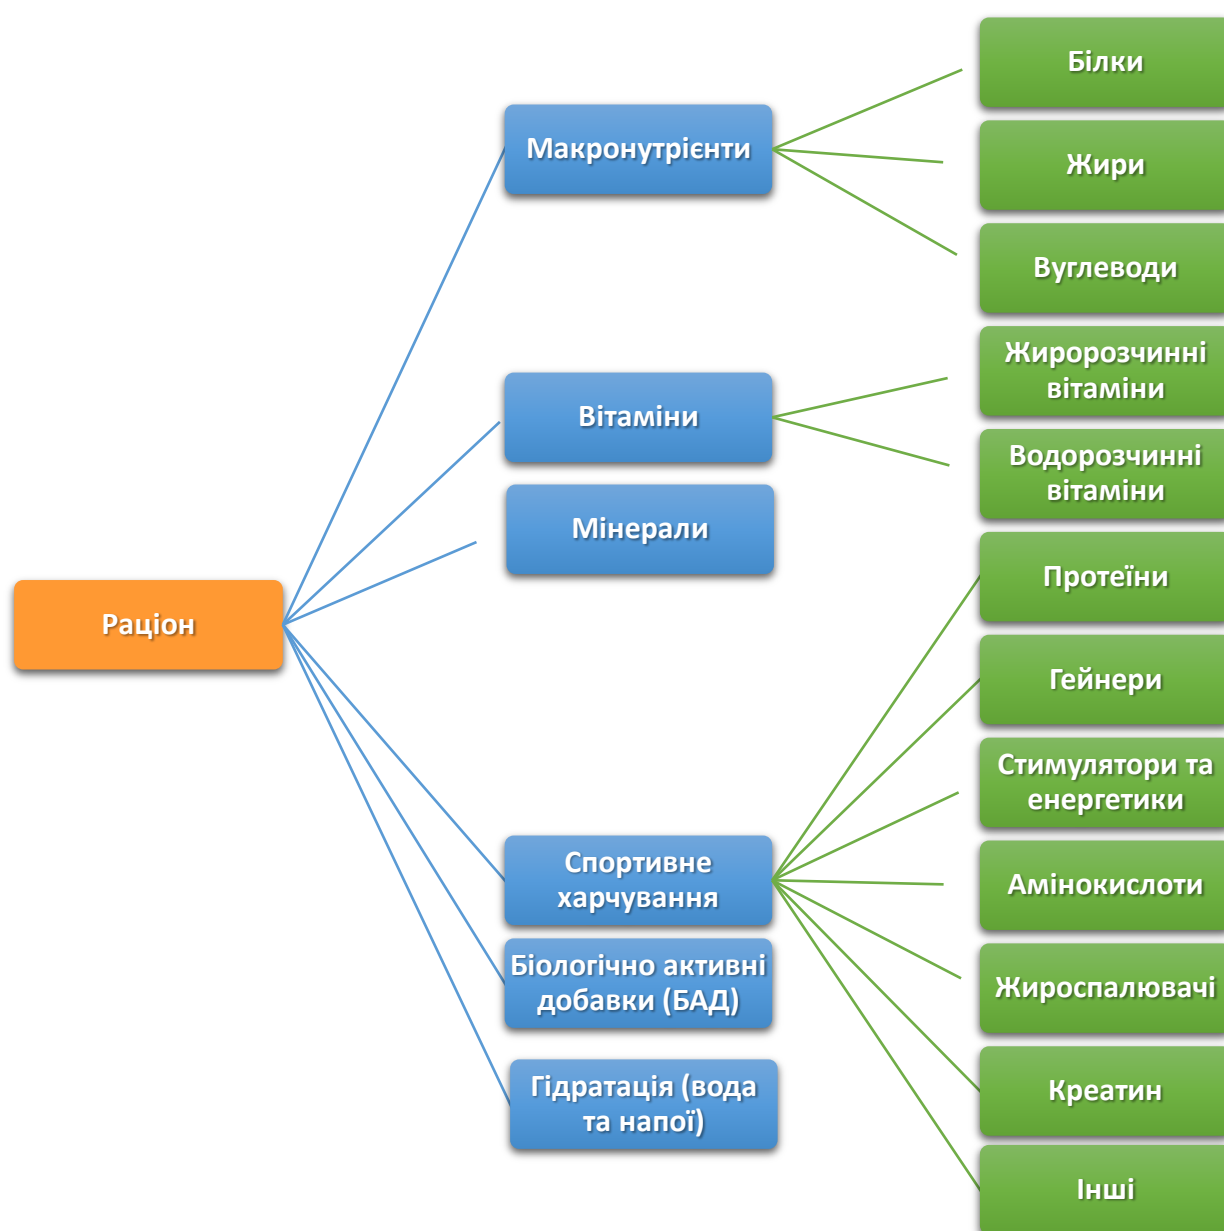 Раціон
Макронутрієнти
Білки
Жири
Вуглеводи
Вітаміни
Жиророзчинні
вітаміни
Водорозчинні
вітаміни
Мінерали
Спортивне
харчування
Протеїни
Гейнери
Стимулятори та
енергетики
Амінокислоти
Жироспалювачі
Креатин
Інші
Біологічно активні
добавки (БАД)
Гідратація (вода
та напої)